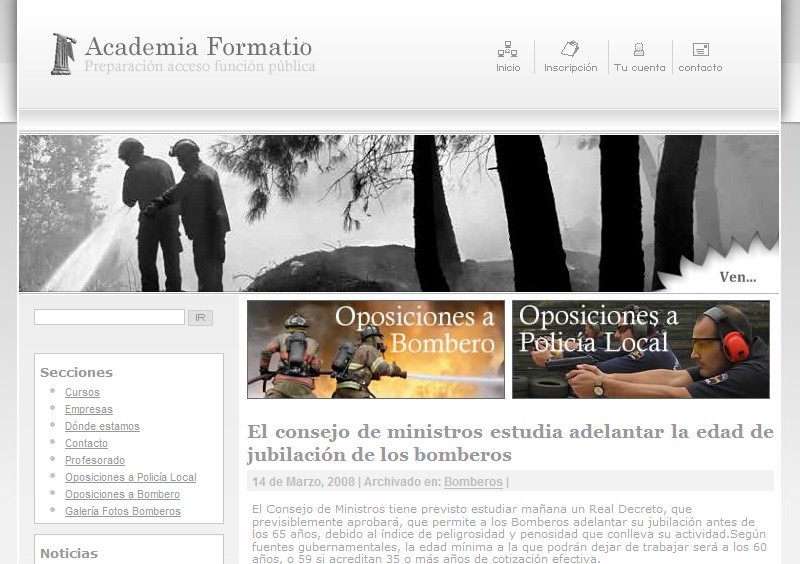 Academia Formatio
Preparación acceso función pública
Inicio
Inscripción
Tu cuenta
contacto
Ven...
IR
Oposiciones a
Bombero
Oposiciones a
Policía Local
Secciones
Cursos
Empresas
Dónde estamos
Contacto
Profesorado
Oposiciones a Policía Local
Oposiciones a Bombero
Galería Fotos Bomberos
Noticias
El consejo de ministros estudia adelantar la edad de
jubilación de los bomberos
14 de Marzo, 2008 | Archivado en: Bomberos |
El Consejo de Ministros tiene previsto estudiar mañana un Real Decreto, que
previsiblemente aprobará, que permite a los Bomberos adelantar su jubilación antes de
los 65 años, debido al índice de peligrosidad y penosidad que conlleva su actividad.Según
fuentes gubernamentales, la edad mínima a la que podrán dejar de trabajar será a los 60
años, o 59 si acreditan 35 o más años de cotización efectiva.